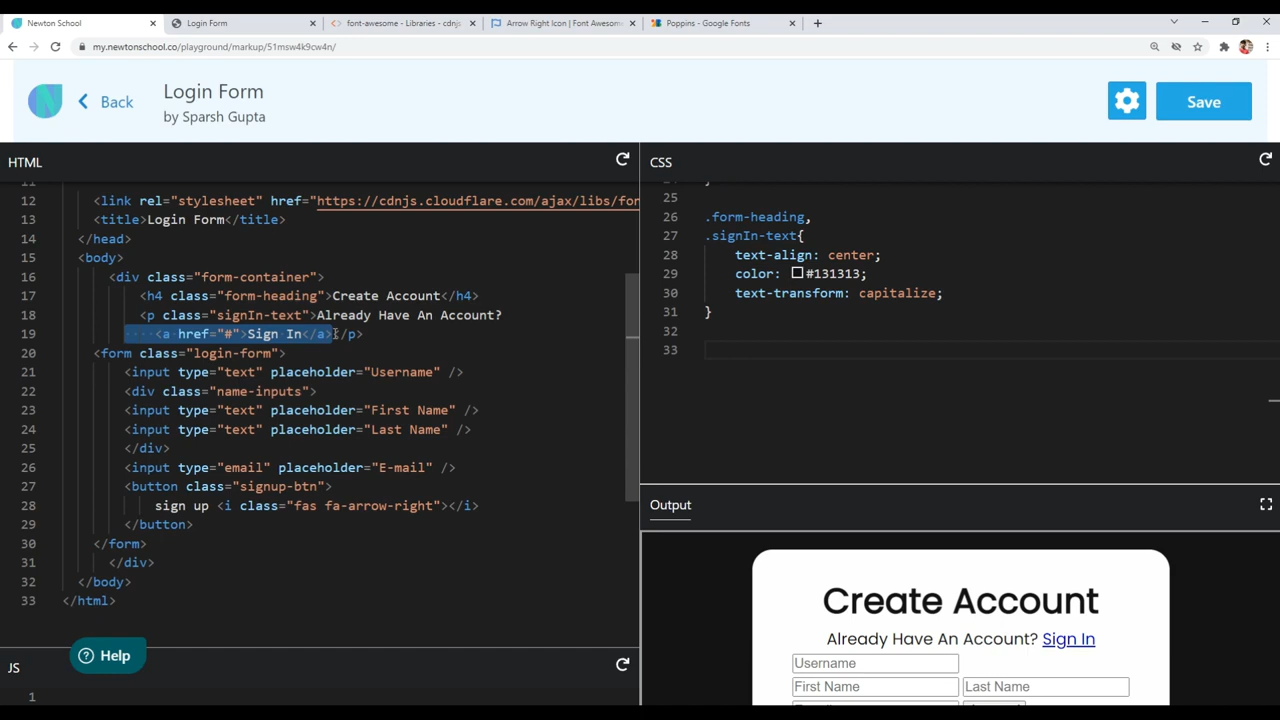 Newton School
Login Form
font-awesome - Libraries - cdnjs
Arrow Right Icon | Font Awesome
Poppins - Google Fonts
my.newtonschool.co/playground/markup/51msw4k9cw4n/
Back
Login Form
by Sparsh Gupta
Save
HTML
12 <link rel="stylesheet" href="https://cdnjs.cloudflare.com/ajax/libs/fon
13 <title>Login Form</title>
14 </head>
15 <body>
16 <div class="form-container">
17 <h4 class="form-heading">Create Account</h4>
18 <p class="signIn-text">Already Have An Account?
19 <a href="#">Sign In</a></p>
20 <form class="login-form">
21 <input type="text" placeholder="Username" />
22 <div class="name-inputs">
23 <input type="text" placeholder="First Name" />
24 <input type="text" placeholder="Last Name" />
25 </div>
26 <input type="email" placeholder="E-mail" />
27 <button class="signup-btn">
28 sign up <i class="fas fa-arrow-right"></i>
29 </button>
30 </form>
31 </div>
32 </body>
33 </html>
Help
JS
1
CSS
25
26 .form-heading,
27 .signIn-text{
28 text-align: center;
29 color: #131313;
30 text-transform: capitalize;
31 }
32
33
Output
Create Account
Already Have An Account? Sign In
Username
First Name
Last Name